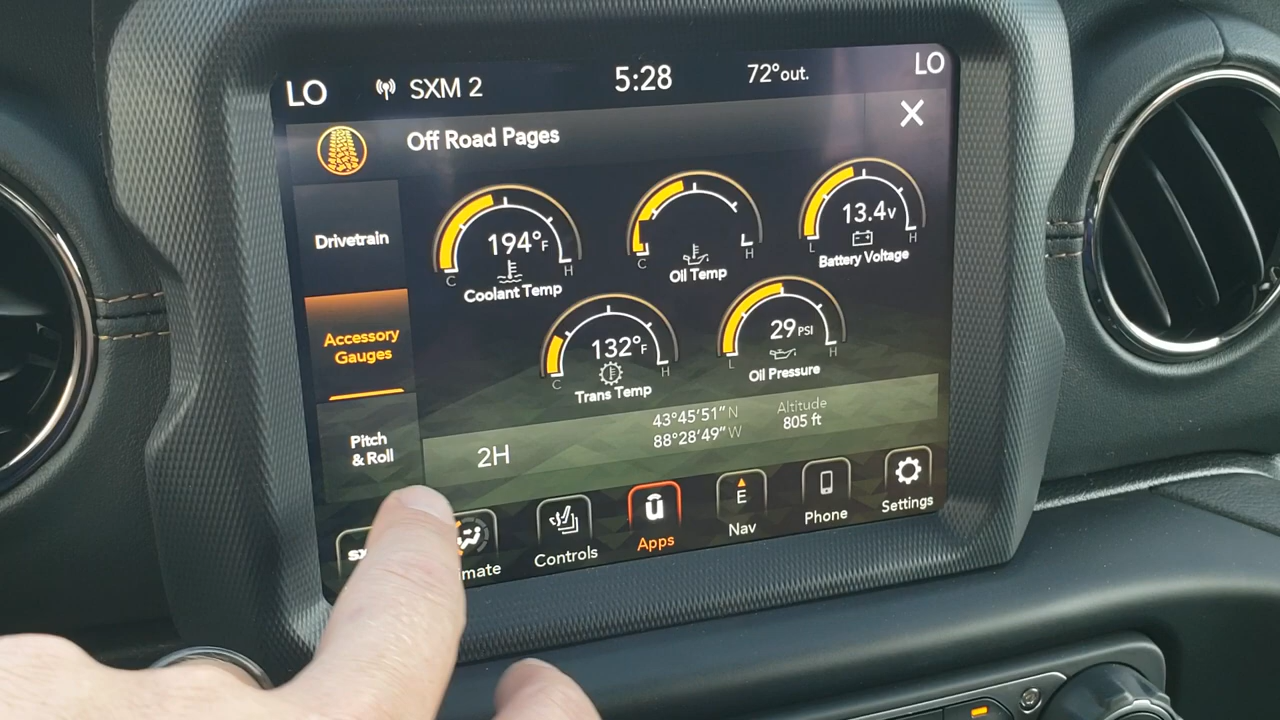 LO
SXM 2
5:28
72°out.
LO
Off Road Pages
Drivetrain
Accessory
Gauges
Pitch
& Roll
194°F
C
H
Coolant Temp
C
H
Oil Temp
13.4v
L
H
Battery Voltage
132°F
C
H
Trans Temp
29 PSI
L
H
Oil Pressure
2H
43°45'51"N
88°28'49"W
Altitude
805 ft
Controls
Apps
E
Nav
Phone
Settings